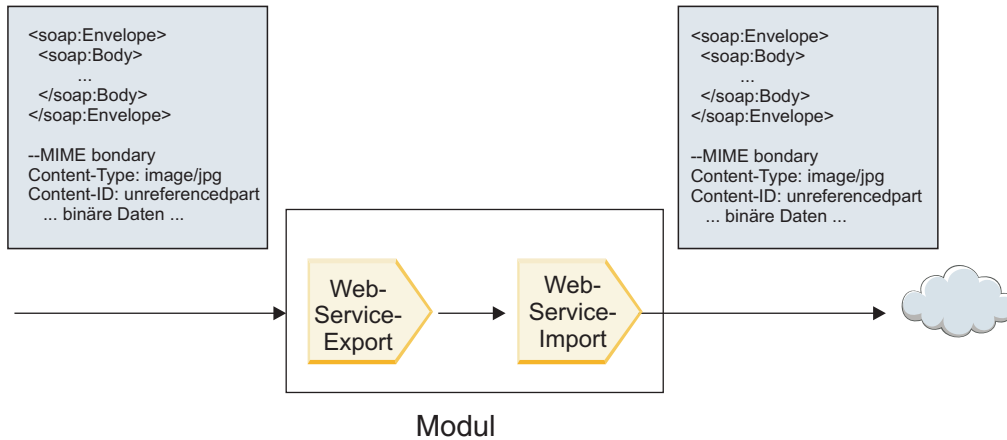 <soap:Envelope>
<soap:Body>
...
</soap:Body>
</soap:Envelope>
--MIME bondary
Content-Type: image/jpg
Content-ID: unreferencedpart
... binäre Daten ...
<soap:Envelope>
<soap:Body>
...
</soap:Body>
</soap:Envelope>
--MIME bondary
Content-Type: image/jpg
Content-ID: unreferencedpart
... binäre Daten ...
Web-
Service-
Export
Web-
Service-
Import
Modul